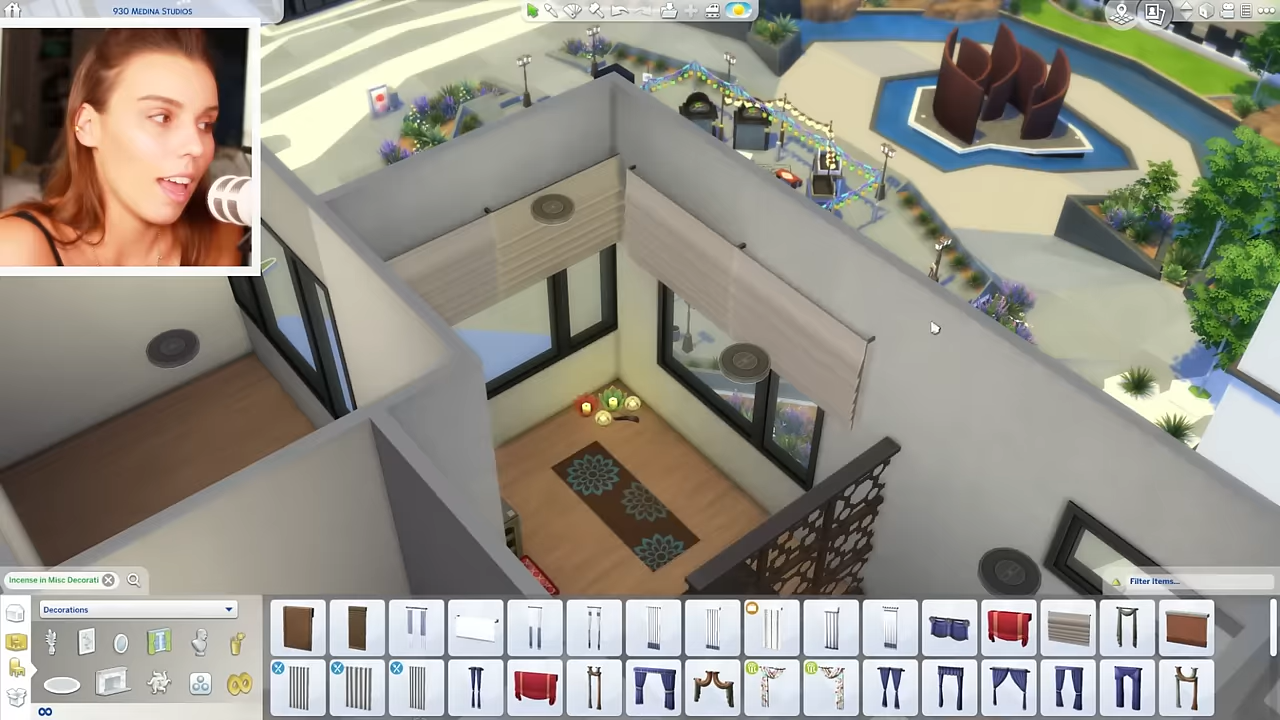 930 Medina Studios
Incense in Misc Decorati
Filter Items...
Decorations